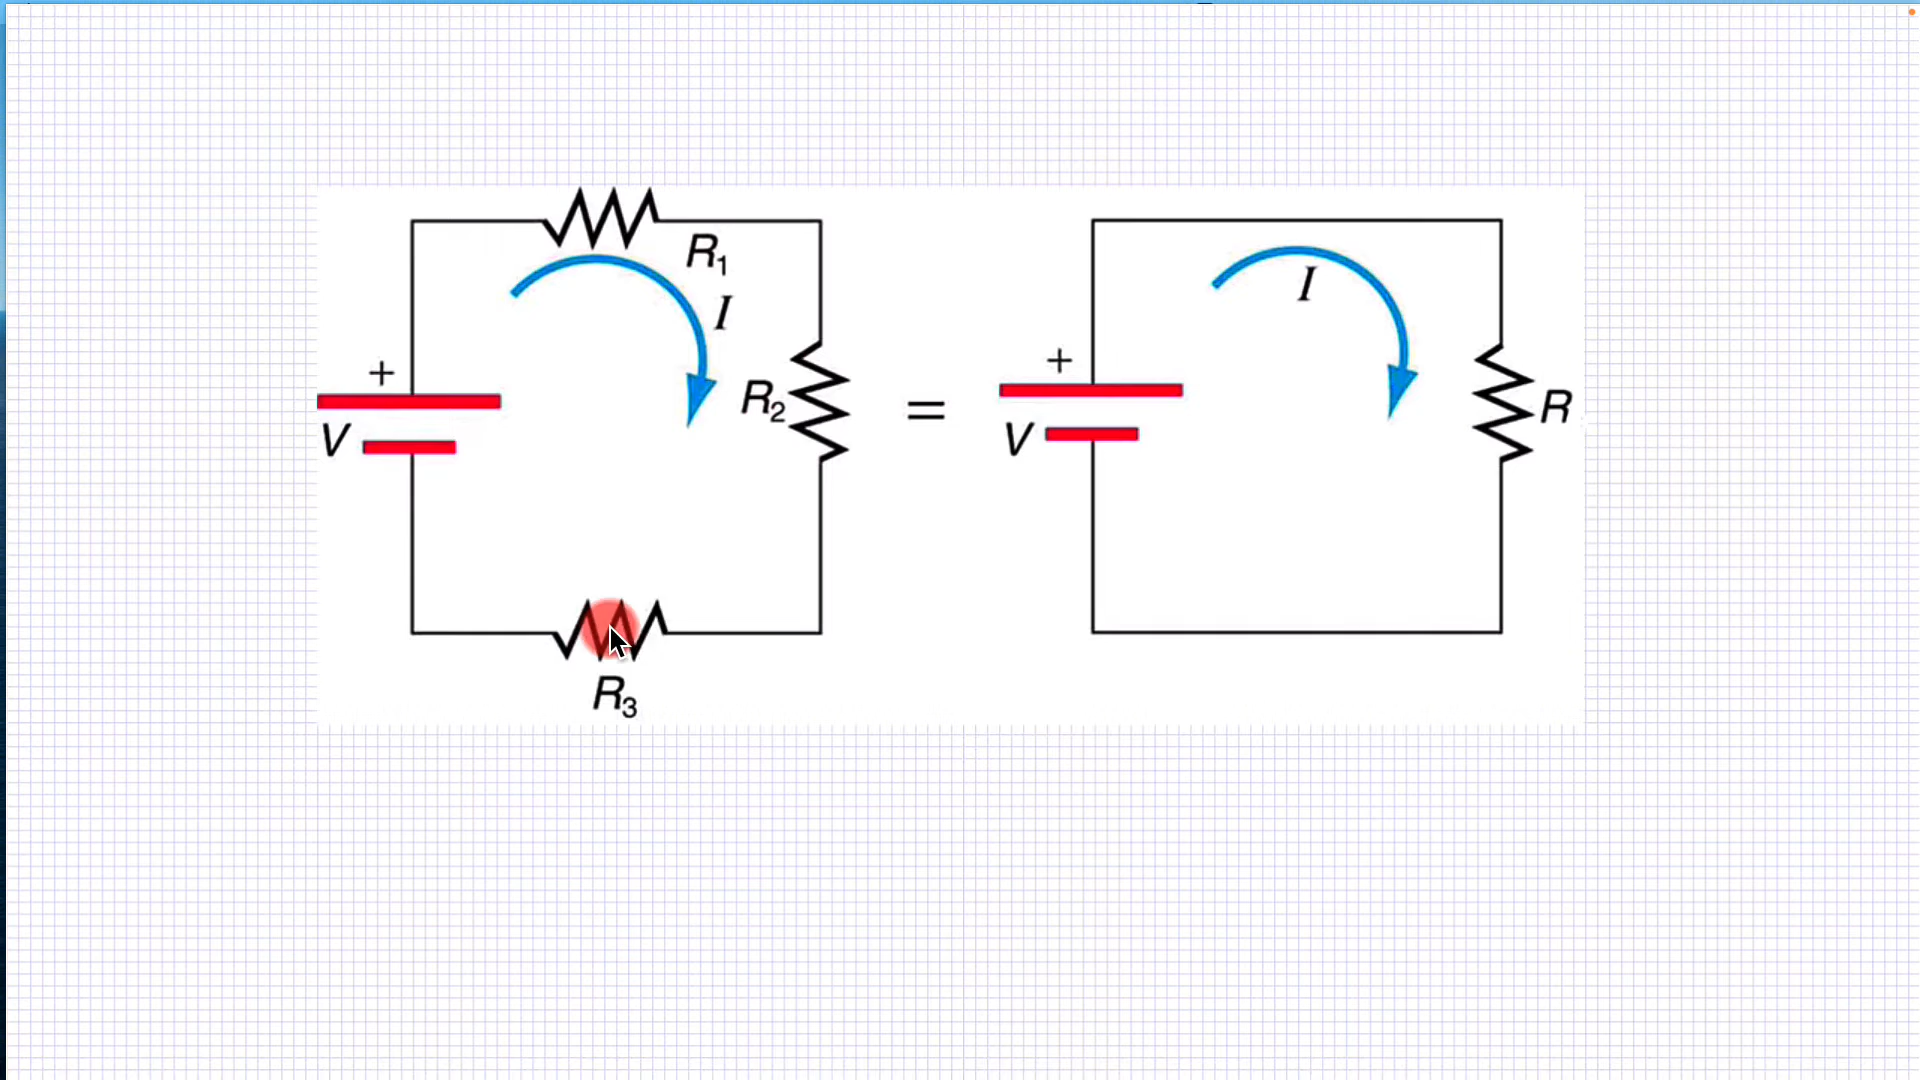 R₁
I
+
R₂
V
R₃
=
I
+
V
R